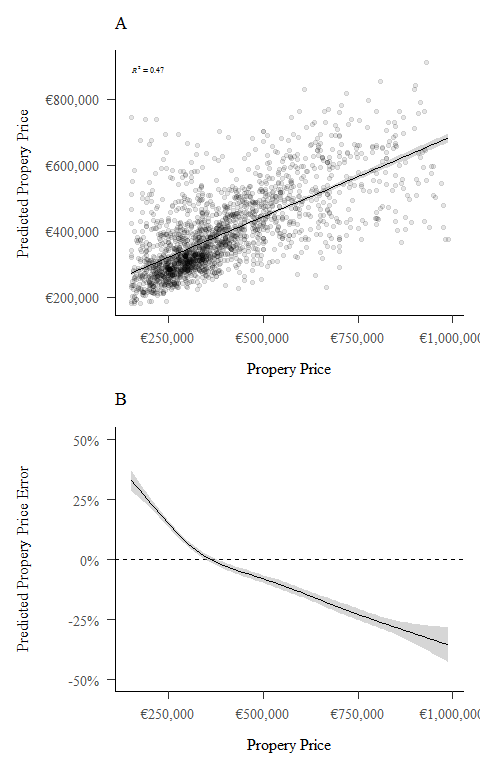 A
R² = 0.47
€800,000
€600,000
€400,000
€200,000
Predicted Propery Price
€250,000 €500,000 €750,000 €1,000,000
Propery Price
B
50%
25%
0%
-25%
-50%
Predicted Propery Price Error
€250,000 €500,000 €750,000 €1,000,000
Propery Price